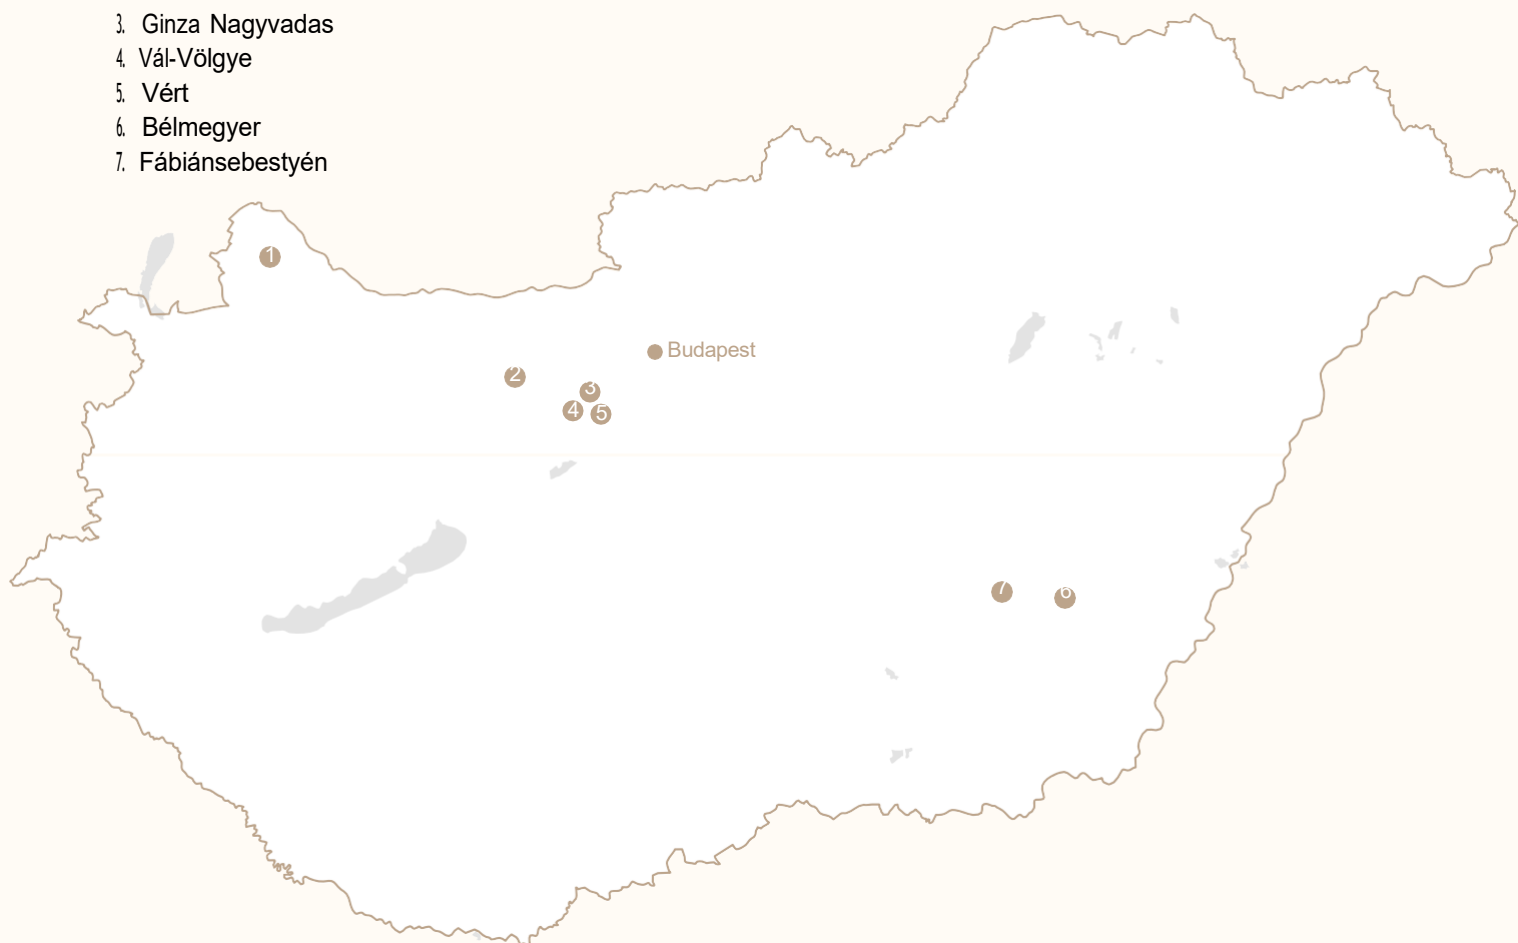 3. Ginza Nagyvadas
4. Vál-Völgye
5. Vért
6. Bélmegyer
7. Fábiánsebestyén
1
Budapest
2
3
4
5
7
6